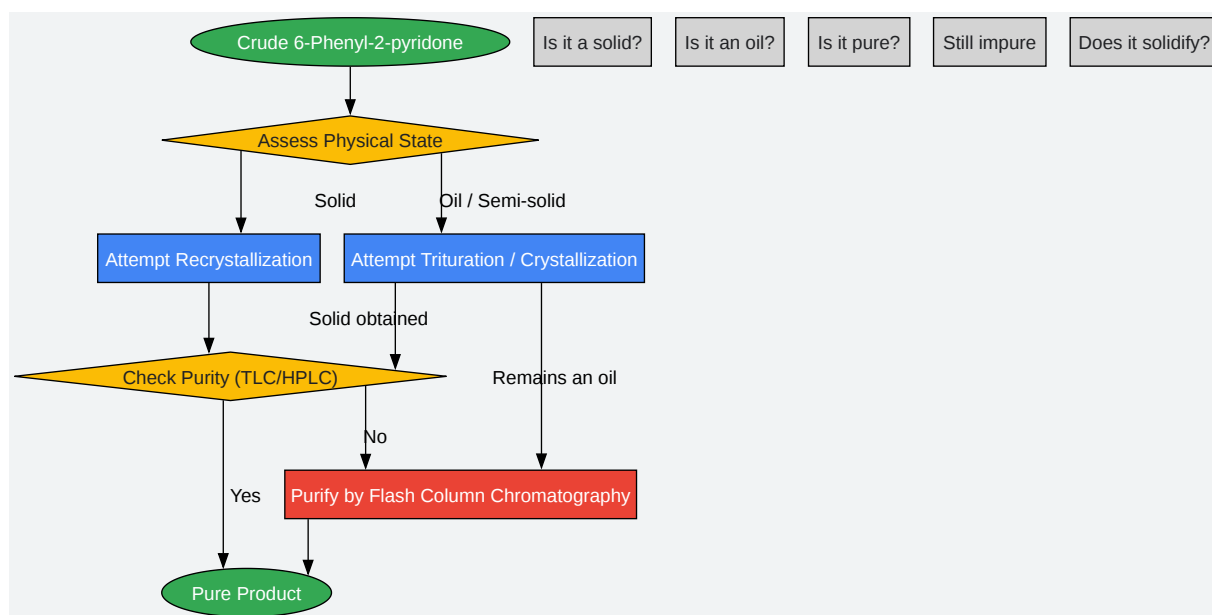 Crude 6-Phenyl-2-pyridone
Is it a solid?
Is it an oil?
Is it pure?
Still impure
Does it solidify?
Assess Physical State
Solid
Oil / Semi-solid
Attempt Recrystallization
Attempt Trituration / Crystallization
Solid obtained
Check Purity (TLC/HPLC)
Remains an oil
No
Yes
Purify by Flash Column Chromatography
Pure Product